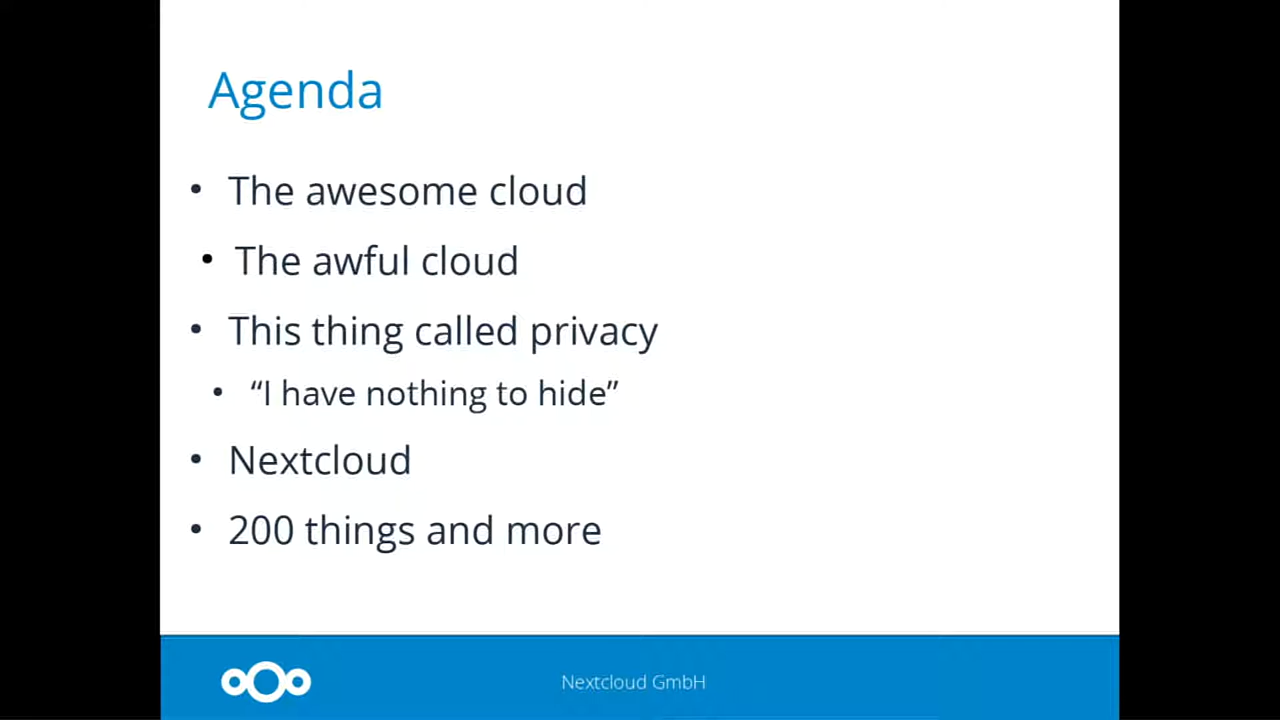 Agenda
• The awesome cloud
• The awful cloud
• This thing called privacy
• “I have nothing to hide”
• Nextcloud
• 200 things and more
Nextcloud GmbH